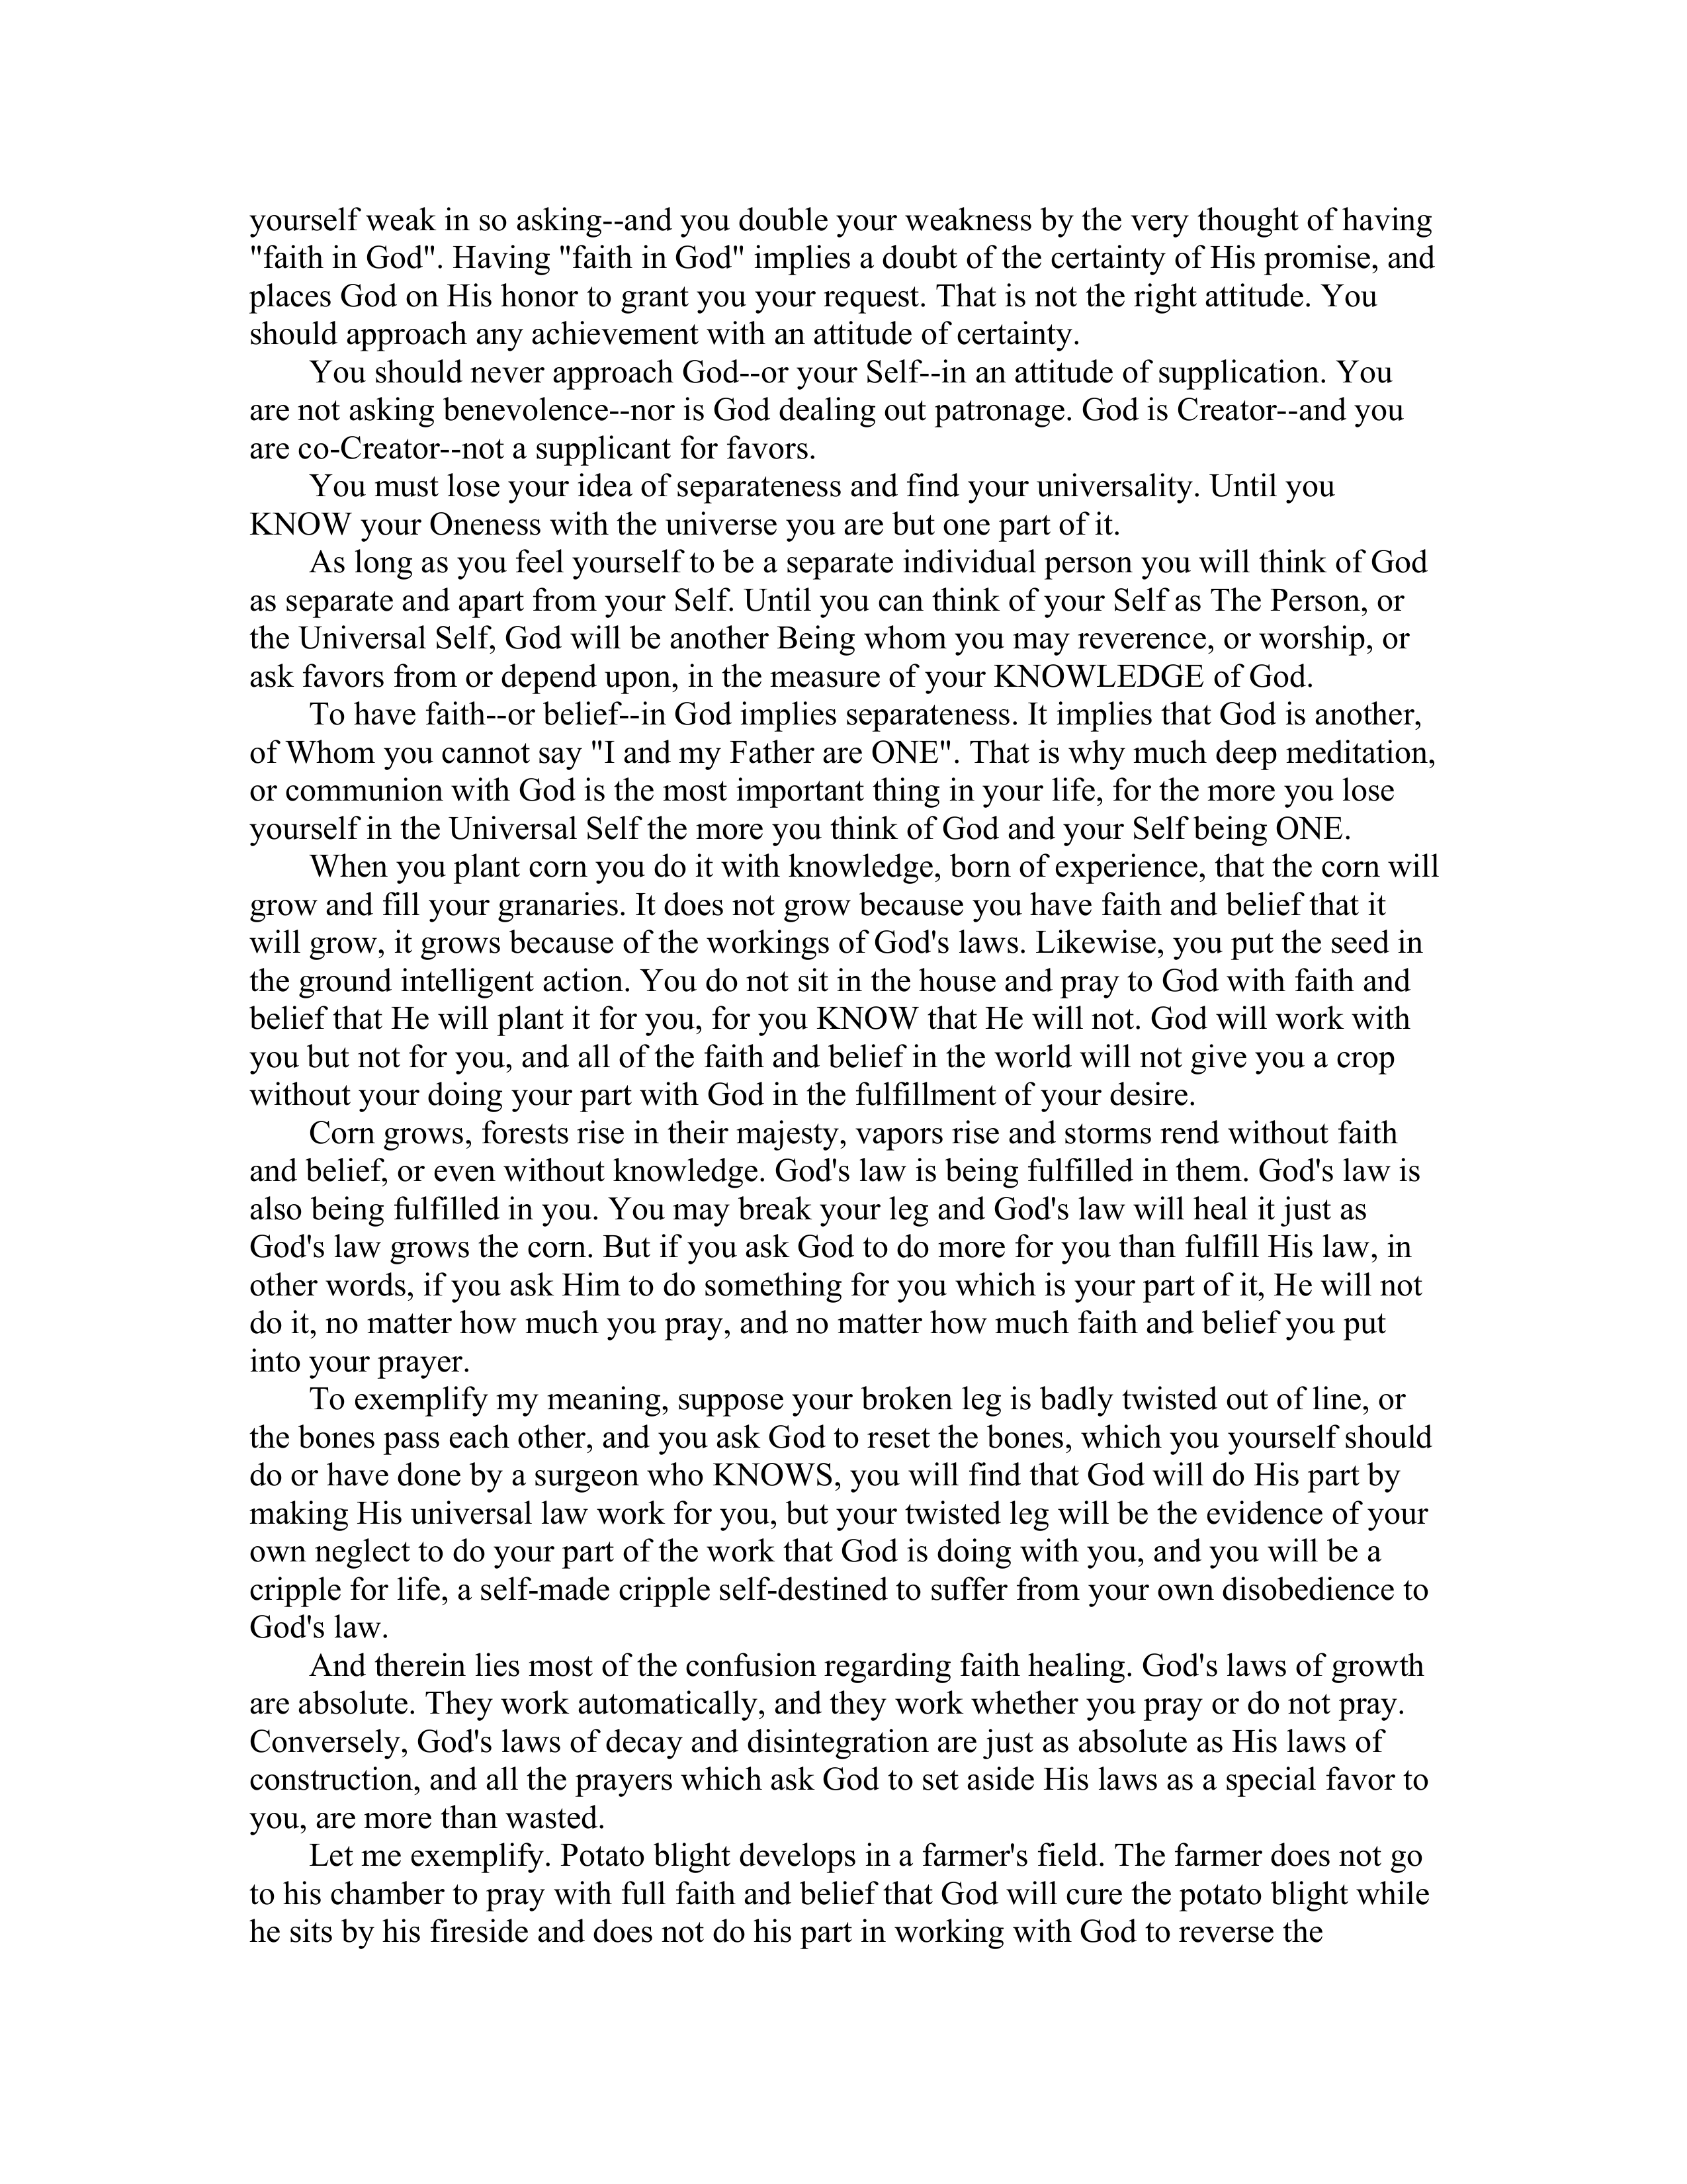 yourself weak in so asking--and you double your weakness by the very thought of having
"faith in God". Having "faith in God" implies a doubt of the certainty of His promise, and
places God on His honor to grant you your request. That is not the right attitude. You
should approach any achievement with an attitude of certainty.
You should never approach God--or your Self--in an attitude of supplication. You
are not asking benevolence--nor is God dealing out patronage. God is Creator--and you
are co-Creator--not a supplicant for favors.
You must lose your idea of separateness and find your universality. Until you
KNOW your Oneness with the universe you are but one part of it.
As long as you feel yourself to be a separate individual person you will think of God
as separate and apart from your Self. Until you can think of your Self as The Person, or
the Universal Self, God will be another Being whom you may reverence, or worship, or
ask favors from or depend upon, in the measure of your KNOWLEDGE of God.
To have faith--or belief--in God implies separateness. It implies that God is another,
of Whom you cannot say "I and my Father are ONE". That is why much deep meditation,
or communion with God is the most important thing in your life, for the more you lose
yourself in the Universal Self the more you think of God and your Self being ONE.
When you plant corn you do it with knowledge, born of experience, that the corn will
grow and fill your granaries. It does not grow because you have faith and belief that it
will grow, it grows because of the workings of God's laws. Likewise, you put the seed in
the ground intelligent action. You do not sit in the house and pray to God with faith and
belief that He will plant it for you, for you KNOW that He will not. God will work with
you but not for you, and all of the faith and belief in the world will not give you a crop
without your doing your part with God in the fulfillment of your desire.
Corn grows, forests rise in their majesty, vapors rise and storms rend without faith
and belief, or even without knowledge. God's law is being fulfilled in them. God's law is
also being fulfilled in you. You may break your leg and God's law will heal it just as
God's law grows the corn. But if you ask God to do more for you than fulfill His law, in
other words, if you ask Him to do something for you which is your part of it, He will not
do it, no matter how much you pray, and no matter how much faith and belief you put
into your prayer.
To exemplify my meaning, suppose your broken leg is badly twisted out of line, or
the bones pass each other, and you ask God to reset the bones, which you yourself should
do or have done by a surgeon who KNOWS, you will find that God will do His part by
making His universal law work for you, but your twisted leg will be the evidence of your
own neglect to do your part of the work that God is doing with you, and you will be a
cripple for life, a self-made cripple self-destined to suffer from your own disobedience to
God's law.
And therein lies most of the confusion regarding faith healing. God's laws of growth
are absolute. They work automatically, and they work whether you pray or do not pray.
Conversely, God's laws of decay and disintegration are just as absolute as His laws of
construction, and all the prayers which ask God to set aside His laws as a special favor to
you, are more than wasted.
Let me exemplify. Potato blight develops in a farmer's field. The farmer does not go
to his chamber to pray with full faith and belief that God will cure the potato blight while
he sits by his fireside and does not do his part in working with God to reverse the